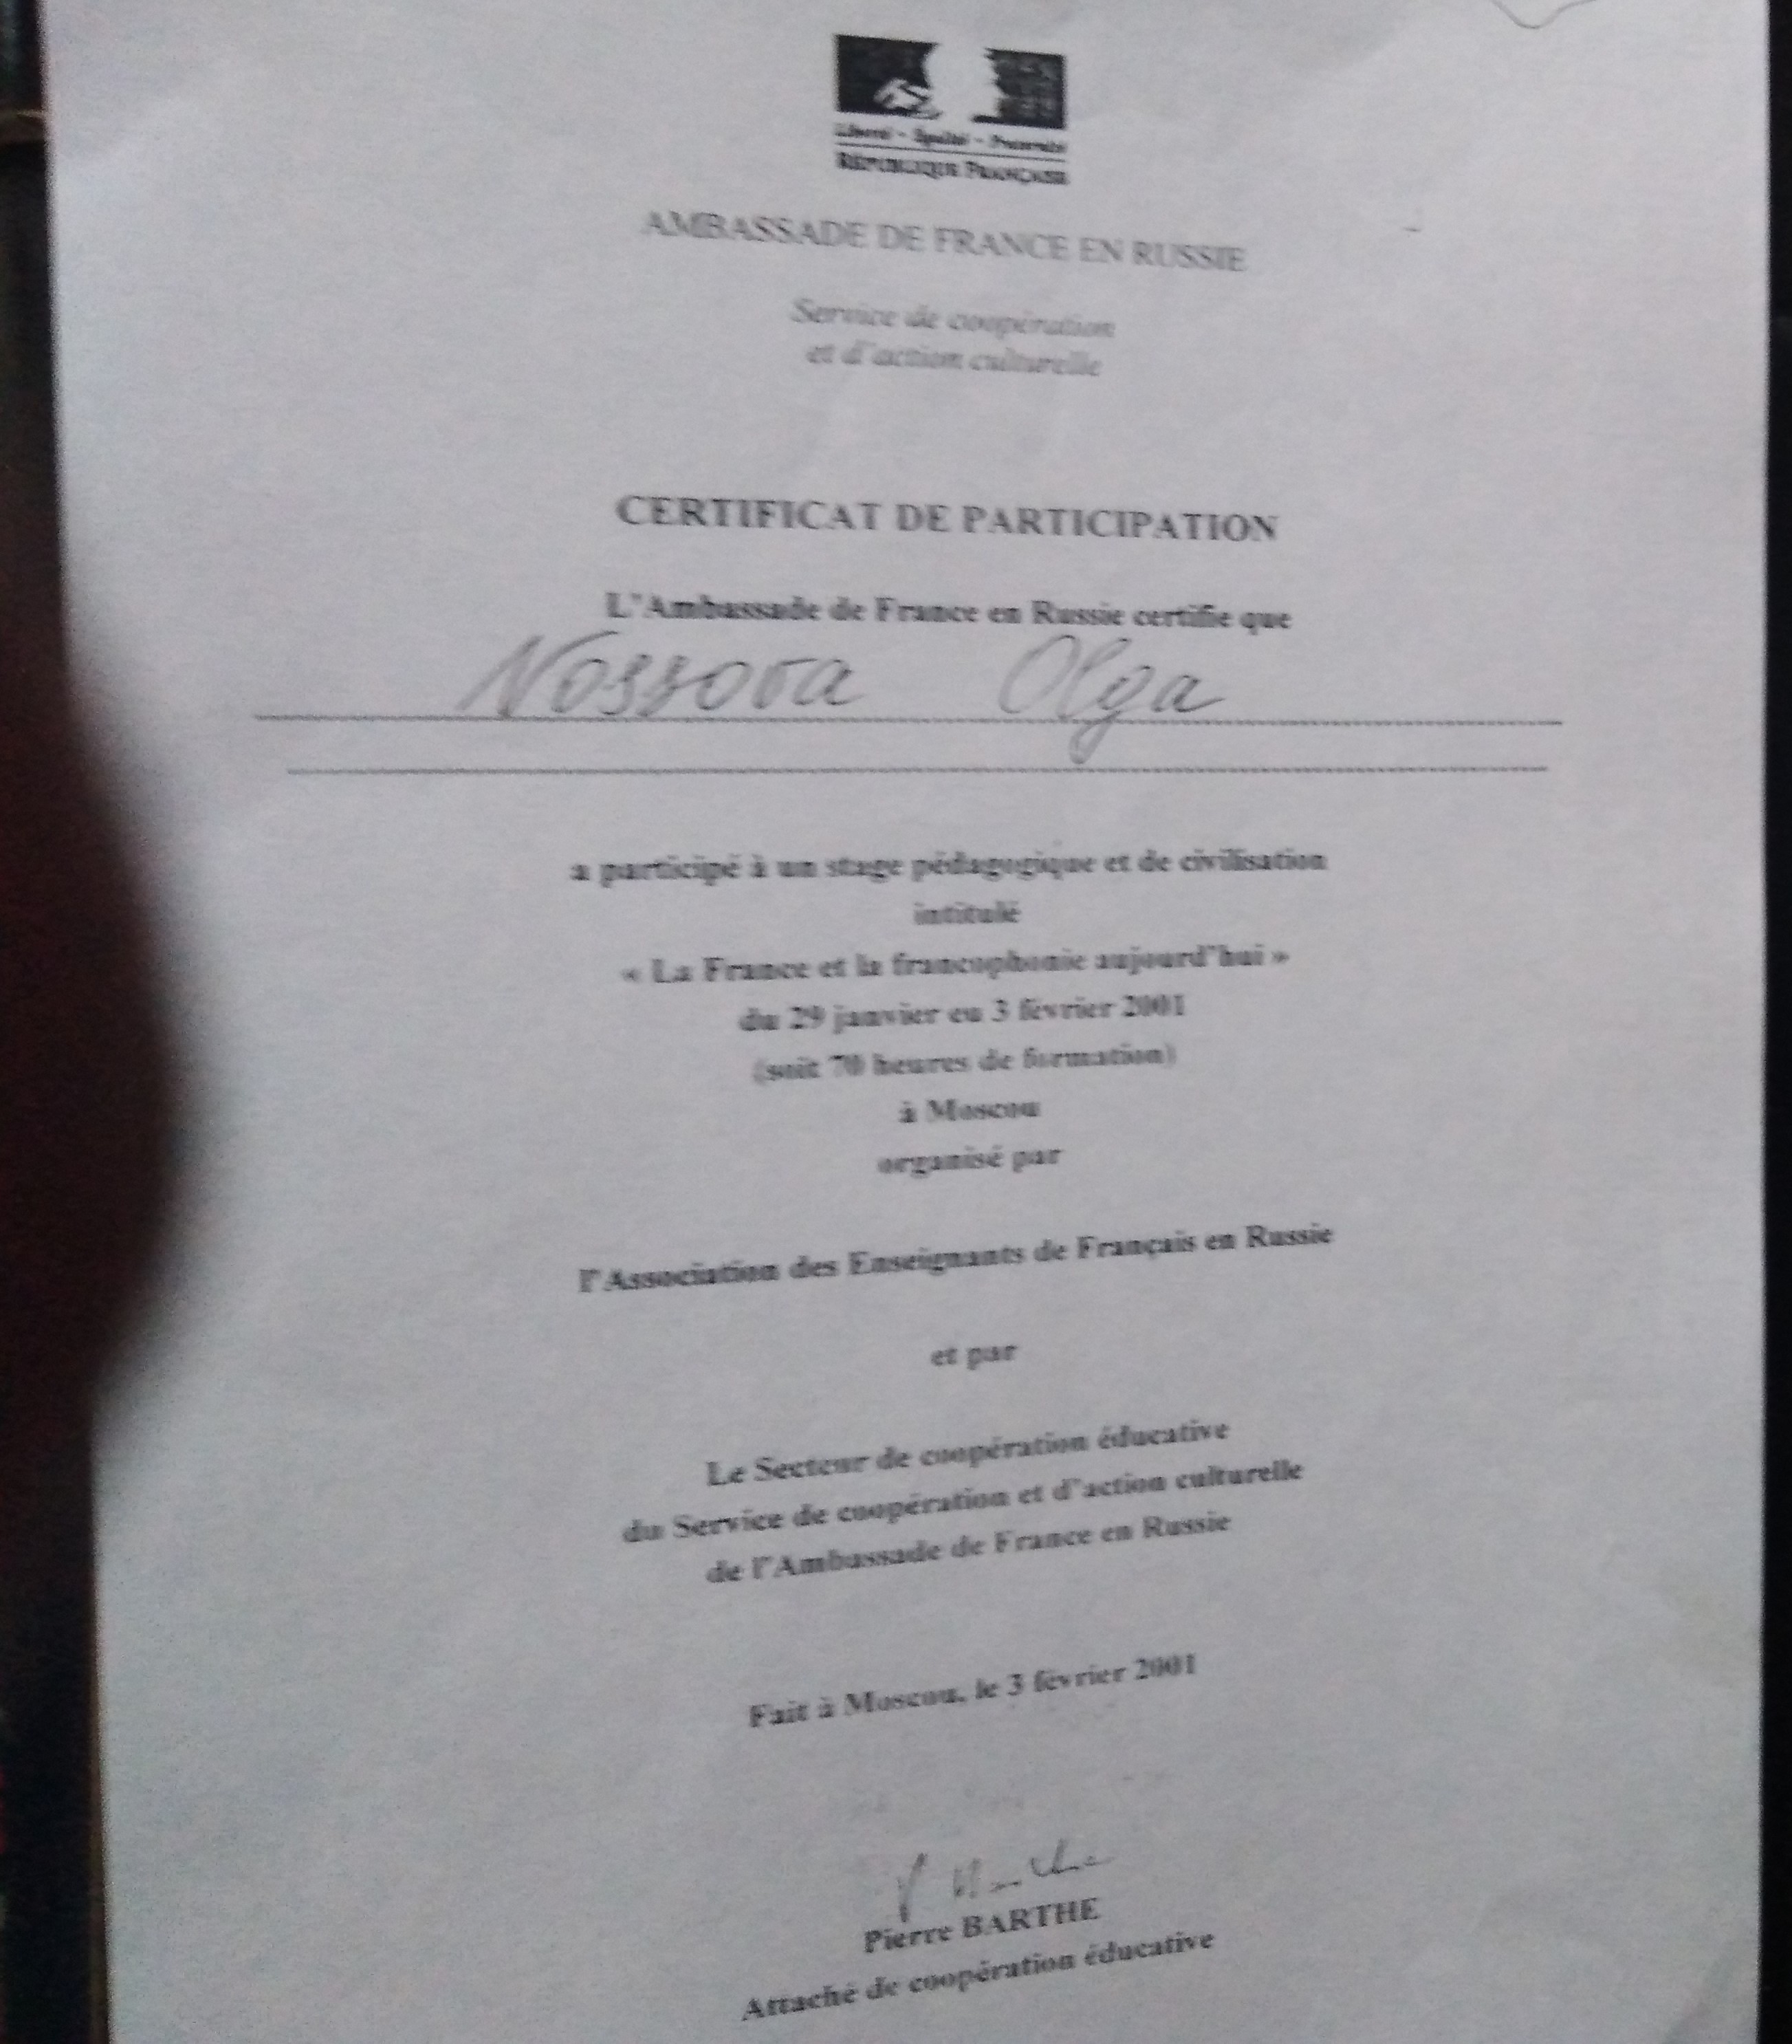 Liberté - Égalité - Fraternité
RÉPUBLIQUE FRANÇAISE
AMBASSADE DE FRANCE EN RUSSIE
Service de coopération
et d'action culturelle
CERTIFICAT DE PARTICIPATION
L'Ambassade de France en Russie certifie que
Nossova Olga
a participé à un stage pédagogique et de civilisation
intitulé
« La France et la francophonie aujourd'hui »
du 29 janvier eu 3 février 2001
(soit 70 heures de formation)
à Moscou
organisé par
l'Association des Enseignants de Français en Russie
et par
Le Secteur de coopération éducative
du Service de coopération et d'action culturelle
de l'Ambassade de France en Russie
Fait à Moscou, le 3 février 2001
Pierre BARTHE
Attaché de coopération éducative